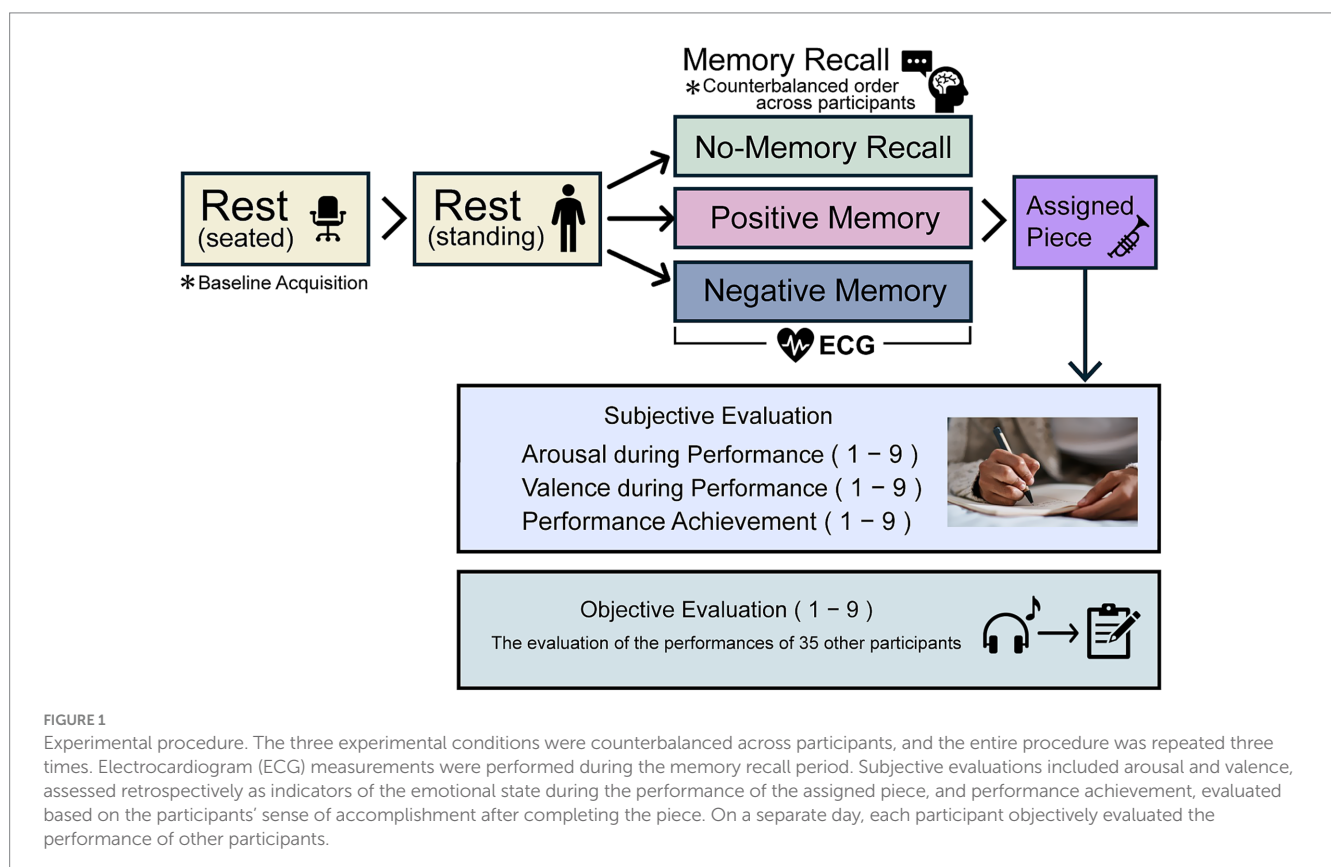 Memory Recall
* Counterbalanced order
across participants
No-Memory Recall
Rest
(seated)
* Baseline Acquisition
Rest
(standing)
Positive Memory
Negative Memory
ECG
Assigned
Piece
Subjective Evaluation
Arousal during Performance ( 1 − 9 )
Valence during Performance ( 1 − 9 )
Performance Achievement ( 1 − 9 )
Objective Evaluation ( 1 − 9 )
The evaluation of the performances of 35 other participants
FIGURE 1
Experimental procedure. The three experimental conditions were counterbalanced across participants, and the entire procedure was repeated three
times. Electrocardiogram (ECG) measurements were performed during the memory recall period. Subjective evaluations included arousal and valence,
assessed retrospectively as indicators of the emotional state during the performance of the assigned piece, and performance achievement, evaluated
based on the participants’ sense of accomplishment after completing the piece. On a separate day, each participant objectively evaluated the
performance of other participants.